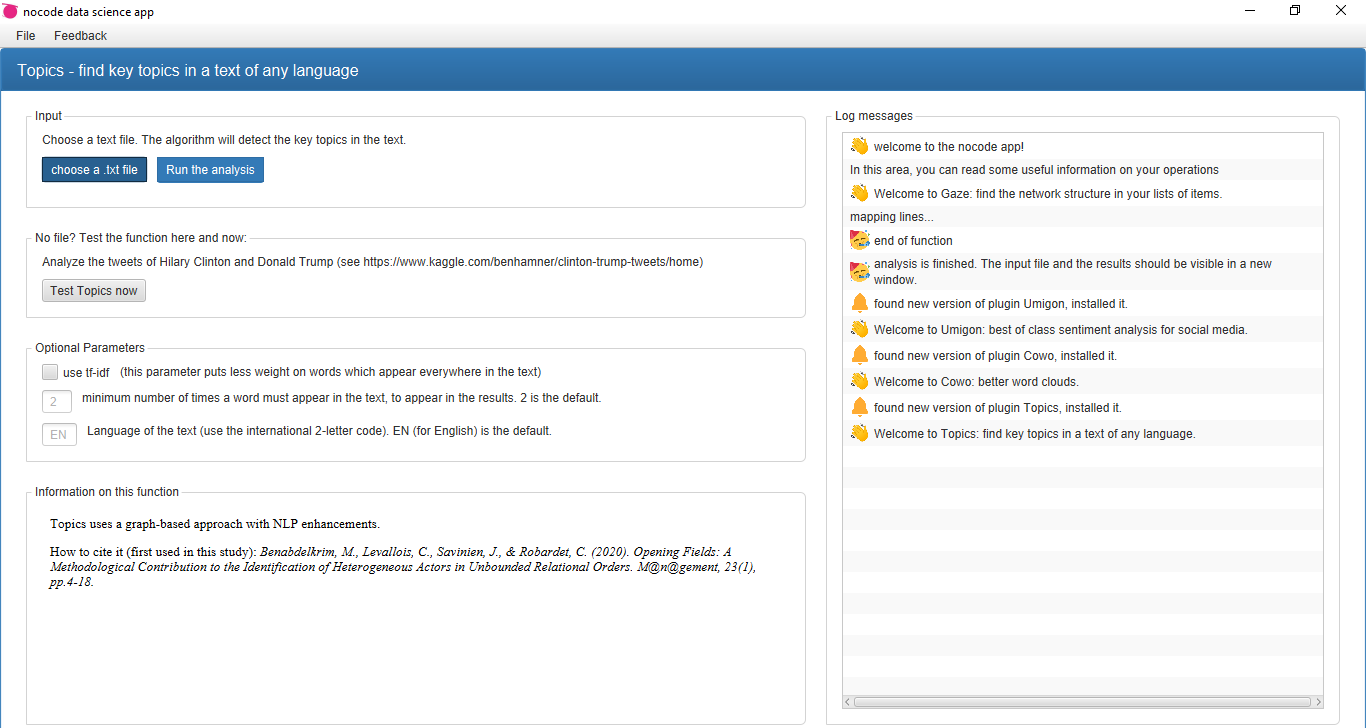 nocode data science app
File Feedback
Topics - find key topics in a text of any language
Input
Choose a text file. The algorithm will detect the key topics in the text.
choose a .txt file Run the analysis
No file? Test the function here and now:
Analyze the tweets of Hilary Clinton and Donald Trump (see https://www.kaggle.com/benhamner/clinton-trump-tweets/home)
Test Topics now
Optional Parameters
use tf-idf (this parameter puts less weight on words which appear everywhere in the text)
2 minimum number of times a word must appear in the text, to appear in the results. 2 is the default.
EN Language of the text (use the international 2-letter code). EN (for English) is the default.
Information on this function
Topics uses a graph-based approach with NLP enhancements.
How to cite it (first used in this study): Benabdelkrim, M., Levallois, C., Savinien, J., & Robardet, C. (2020). Opening Fields: A
Methodological Contribution to the Identification of Heterogeneous Actors in Unbounded Relational Orders. M@n@gement, 23(1),
pp.4-18.
Log messages
welcome to the nocode app!
In this area, you can read some useful information on your operations
Welcome to Gaze: find the network structure in your lists of items.
mapping lines...
end of function
analysis is finished. The input file and the results should be visible in a new
window.
found new version of plugin Umigon, installed it.
Welcome to Umigon: best of class sentiment analysis for social media.
found new version of plugin Cowo, installed it.
Welcome to Cowo: better word clouds.
found new version of plugin Topics, installed it.
Welcome to Topics: find key topics in a text of any language.